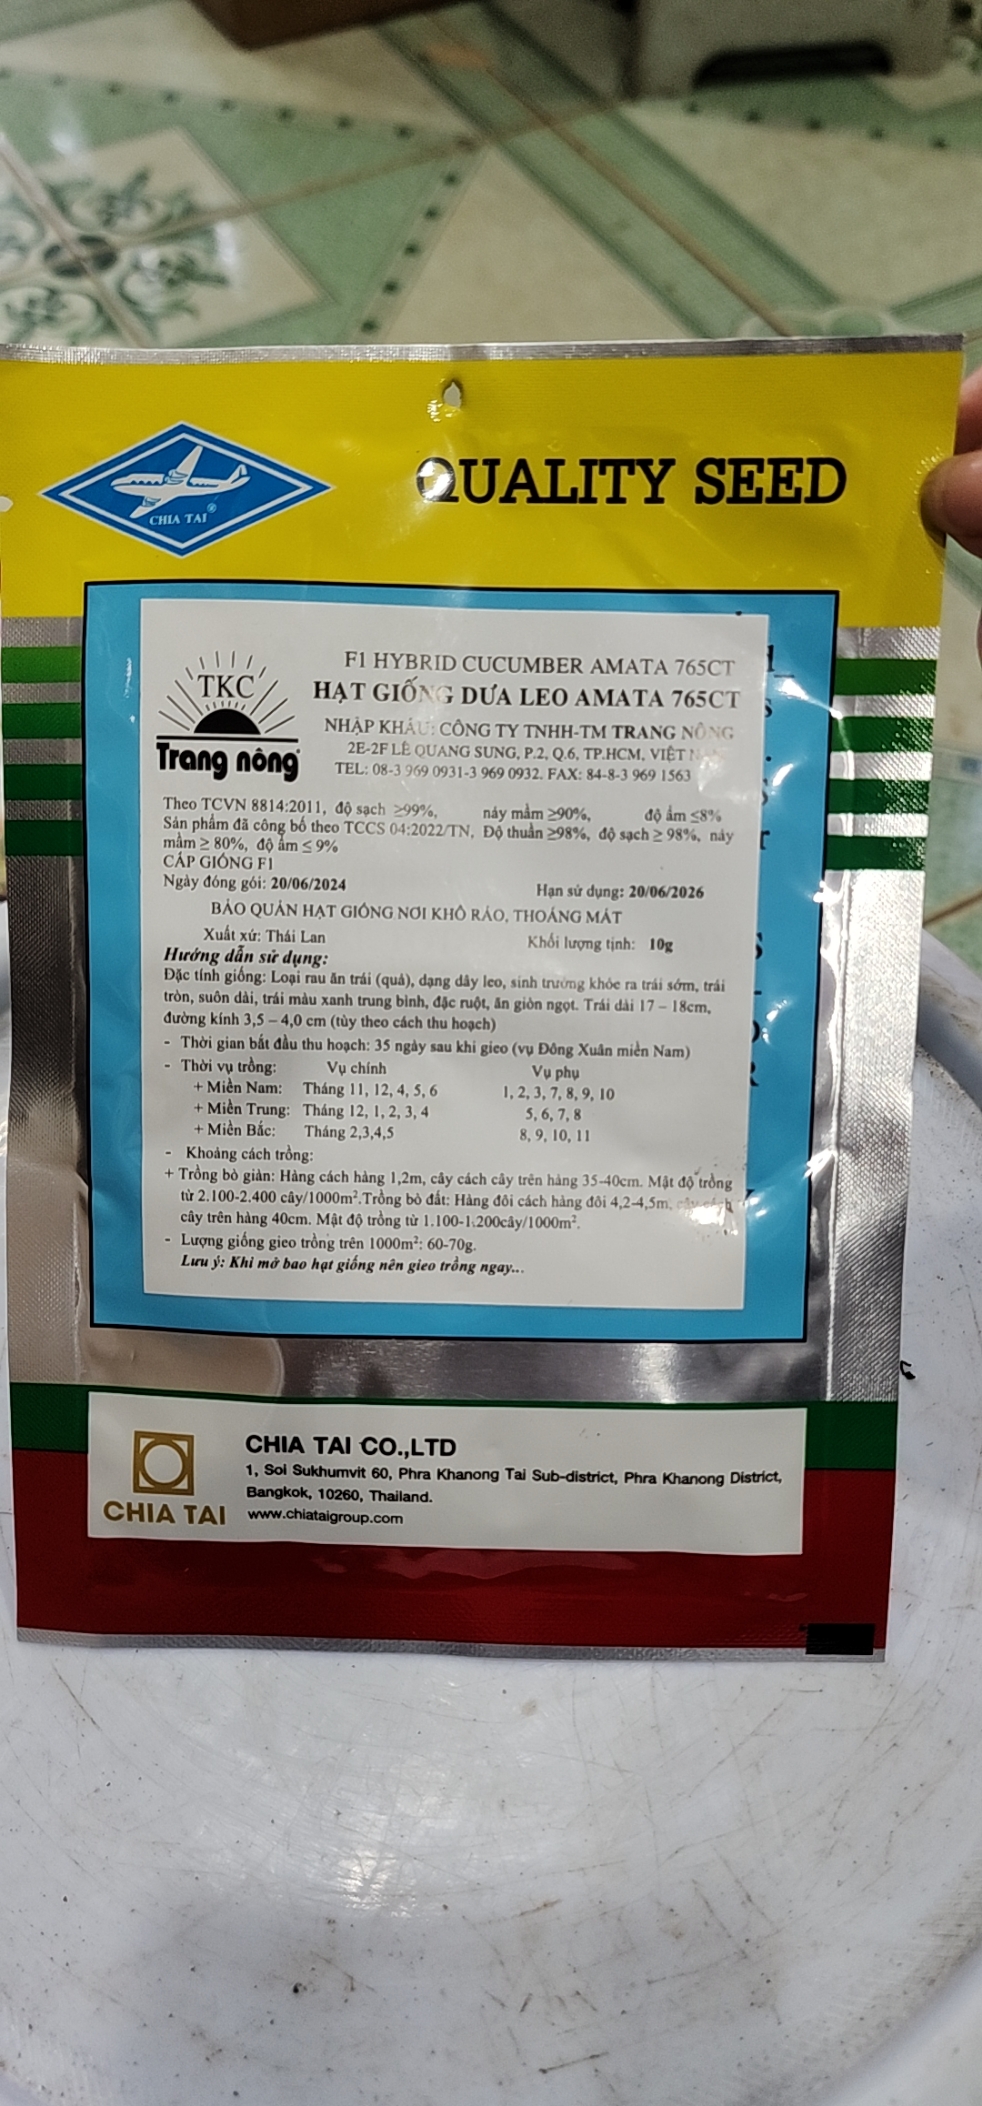 CHIA TAI®
QUALITY SEED
TKC
Trang nông
F1 HYBRID CUCUMBER AMATA 765CT
HẠT GIỐNG DƯA LEO AMATA 765CT
NHẬP KHẨU: CÔNG TY TNHH-TM TRANG NÔNG
2E-2F LÊ QUANG SUNG, P.2, Q.6, TP.HCM, VIỆT
TEL: 08-3 969 0931-3 969 0932. FAX: 84-8-3 969 1563
Theo TCVN 8814:2011, độ sạch ≥99%, nảy mầm ≥90%, độ ẩm ≤8%
Sản phẩm đã công bố theo TCCS 04:2022/TN, Độ thuần ≥98%, độ sạch ≥ 98%, nảy
mầm ≥ 80%, độ ẩm ≤ 9%
CẤP GIỐNG F1
Ngày đóng gói: 20/06/2024 Hạn sử dụng: 20/06/2026
BẢO QUẢN HẠT GIỐNG NƠI KHÔ RÁO, THOÁNG MÁT
Xuất xứ: Thái Lan Khối lượng tịnh: 10g
Hướng dẫn sử dụng:
Đặc tính giống: Loại rau ăn trái (quả), dạng dây leo, sinh trưởng khỏe ra trái sớm, trái
tròn, suôn dài, trái màu xanh trung bình, đặc ruột, ăn giòn ngọt. Trái dài 17 – 18cm,
đường kính 3,5 – 4,0 cm (tùy theo cách thu hoạch)
- Thời gian bắt đầu thu hoạch: 35 ngày sau khi gieo (vụ Đông Xuân miền Nam)
- Thời vụ trồng: Vụ chính Vụ phụ
+ Miền Nam: Tháng 11, 12, 4, 5, 6 1, 2, 3, 7, 8, 9, 10
+ Miền Trung: Tháng 12, 1, 2, 3, 4 5, 6, 7, 8
+ Miền Bắc: Tháng 2,3,4,5 8, 9, 10, 11
- Khoảng cách trồng:
+ Trồng bò giàn: Hàng cách hàng 1,2m, cây cách cây trên hàng 35-40cm. Mật độ trồng
từ 2.100-2.400 cây/1000m².Trồng bò đất: Hàng đôi cách hàng đôi 4,2-4,5m, cây cách
cây trên hàng 40cm. Mật độ trồng từ 1.100-1.200cây/1000m².
- Lượng giống gieo trồng trên 1000m²: 60-70g.
Lưu ý: Khi mở bao hạt giống nên gieo trồng ngay...
CHIA TAI
CHIA TAI CO.,LTD
1, Soi Sukhumvit 60, Phra Khanong Tai Sub-district, Phra Khanong District,
Bangkok, 10260, Thailand.
www.chiataigroup.com